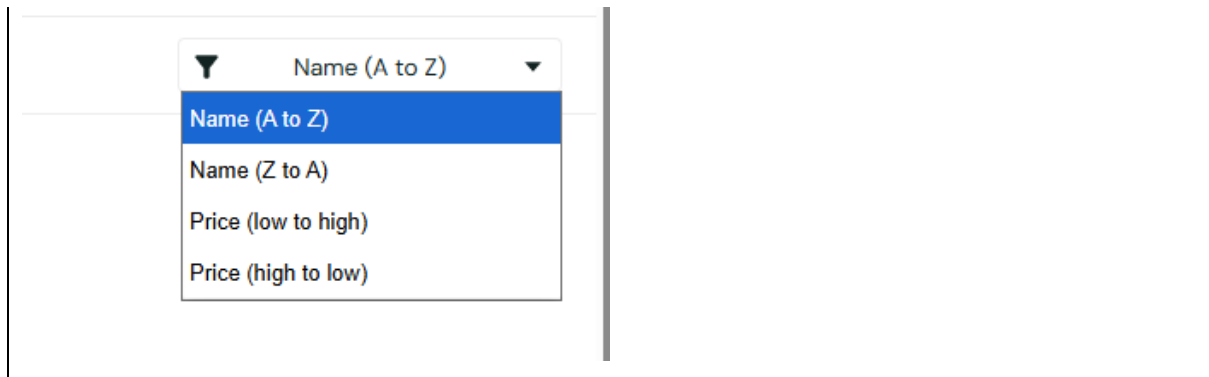 Name (A to Z)
Name (A to Z)
Name (Z to A)
Price (low to high)
Price (high to low)